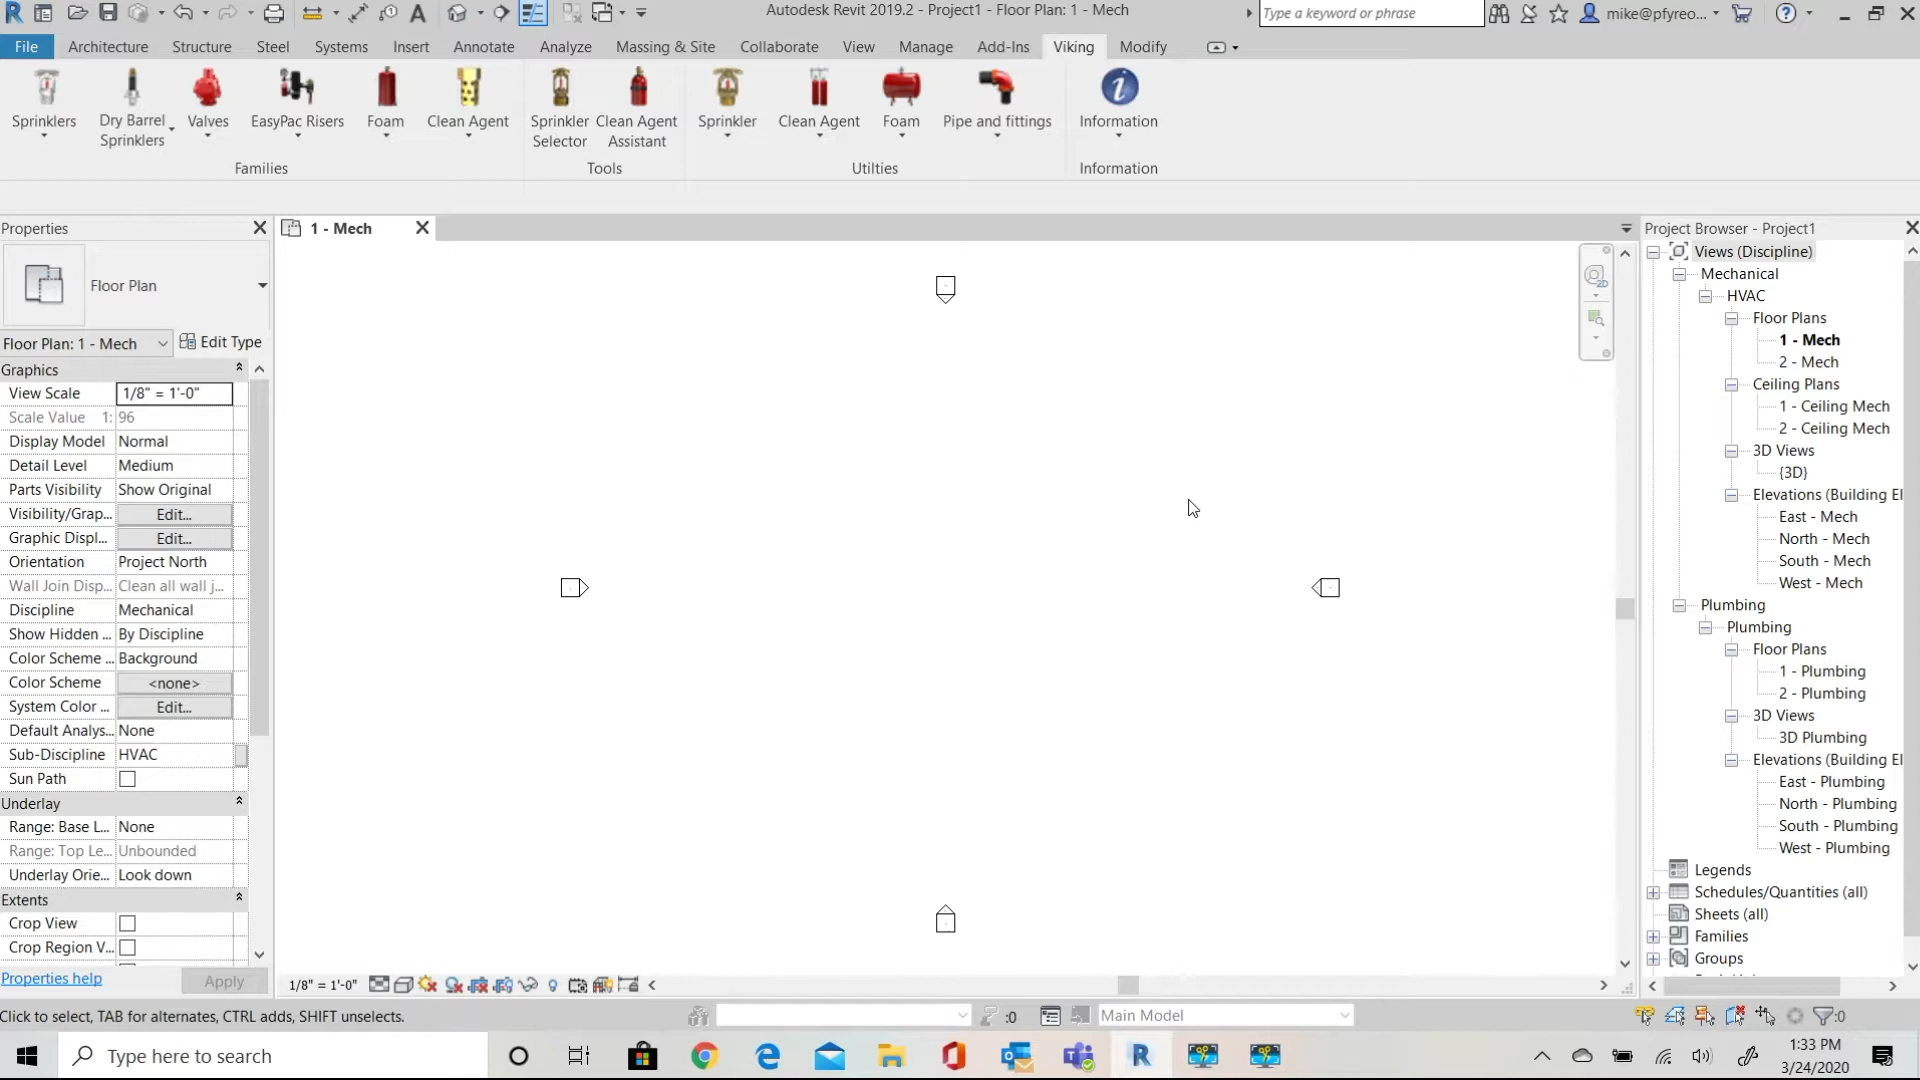 Autodesk Revit 2019.2 - Project1 - Floor Plan: 1 - Mech
Type a keyword or phrase
mike@pfyreo...
File Architecture Structure Steel Systems Insert Annotate Analyze Massing & Site Collaborate View Manage Add-Ins Viking Modify
Sprinklers
Dry Barrel
Sprinklers
Valves
EasyPac Risers
Foam
Clean Agent
Sprinkler
Selector
Clean Agent
Assistant
Sprinkler
Clean Agent
Foam
Pipe and fittings
Information
Families
Tools
Utilties
Information
Properties
Floor Plan
Floor Plan: 1 - Mech
Edit Type
Graphics
View Scale 1/8" = 1'-0"
Scale Value 1: 96
Display Model Normal
Detail Level Medium
Parts Visibility Show Original
Visibility/Grap... Edit...
Graphic Displ... Edit...
Orientation Project North
Wall Join Disp... Clean all wall j...
Discipline Mechanical
Show Hidden ... By Discipline
Color Scheme ... Background
Color Scheme <none>
System Color ... Edit...
Default Analys... None
Sub-Discipline HVAC
Sun Path
Underlay
Range: Base L... None
Range: Top Le... Unbounded
Underlay Orie... Look down
Extents
Crop View
Crop Region V...
Properties help
Apply
1 - Mech
2D
1/8" = 1'-0"
Project Browser - Project1
Views (Discipline)
Mechanical
HVAC
Floor Plans
1 - Mech
2 - Mech
Ceiling Plans
1 - Ceiling Mech
2 - Ceiling Mech
3D Views
{3D}
Elevations (Building El
East - Mech
North - Mech
South - Mech
West - Mech
Plumbing
Plumbing
Floor Plans
1 - Plumbing
2 - Plumbing
3D Views
3D Plumbing
Elevations (Building El
East - Plumbing
North - Plumbing
South - Plumbing
West - Plumbing
Legends
Schedules/Quantities (all)
Sheets (all)
Families
Groups
Click to select, TAB for alternates, CTRL adds, SHIFT unselects.
:0
Main Model
:0
Type here to search
1:33 PM
3/24/2020